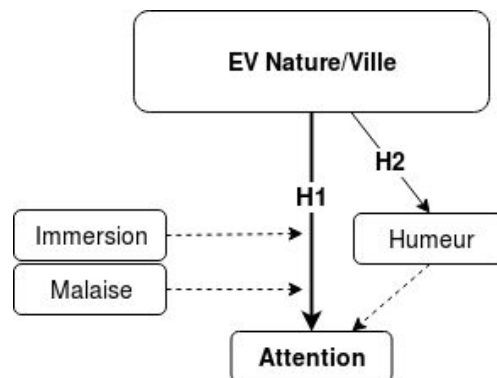 EV Nature/Ville
H2
H1
Immersion
Humeur
Malaise
Attention